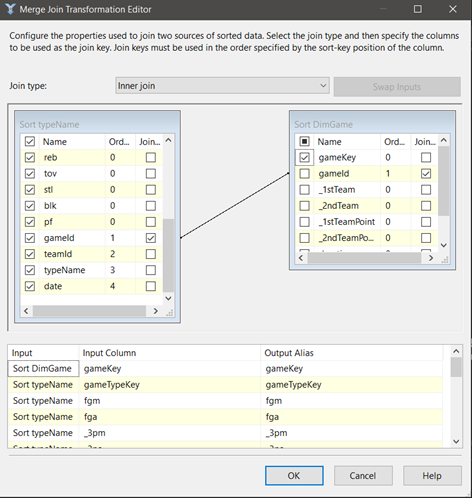 Merge Join Transformation Editor
Configure the properties used to join two sources of sorted data. Select the join type and then specify the columns
to be used as the join key. Join keys must be used in the order specified by the sort-key position of the column.
Join type: Inner join Swap Inputs
Sort typeName
Name Ord... Join...
reb 0
tov 0
stl 0
blk 0
pf 0
gameId 1
teamId 2
typeName 3
date 4
Sort DimGame
Name Ord... Join...
gameKey 0
gameId 1
_1stTeam 0
_2ndTeam 0
_1stTeamPoint 0
_2ndTeamPo... 0
Input Input Column Output Alias
Sort DimGame gameKey gameKey
Sort typeName gameTypeKey gameTypeKey
Sort typeName fgm fgm
Sort typeName fga fga
Sort typeName _3pm _3pm
OK Cancel Help